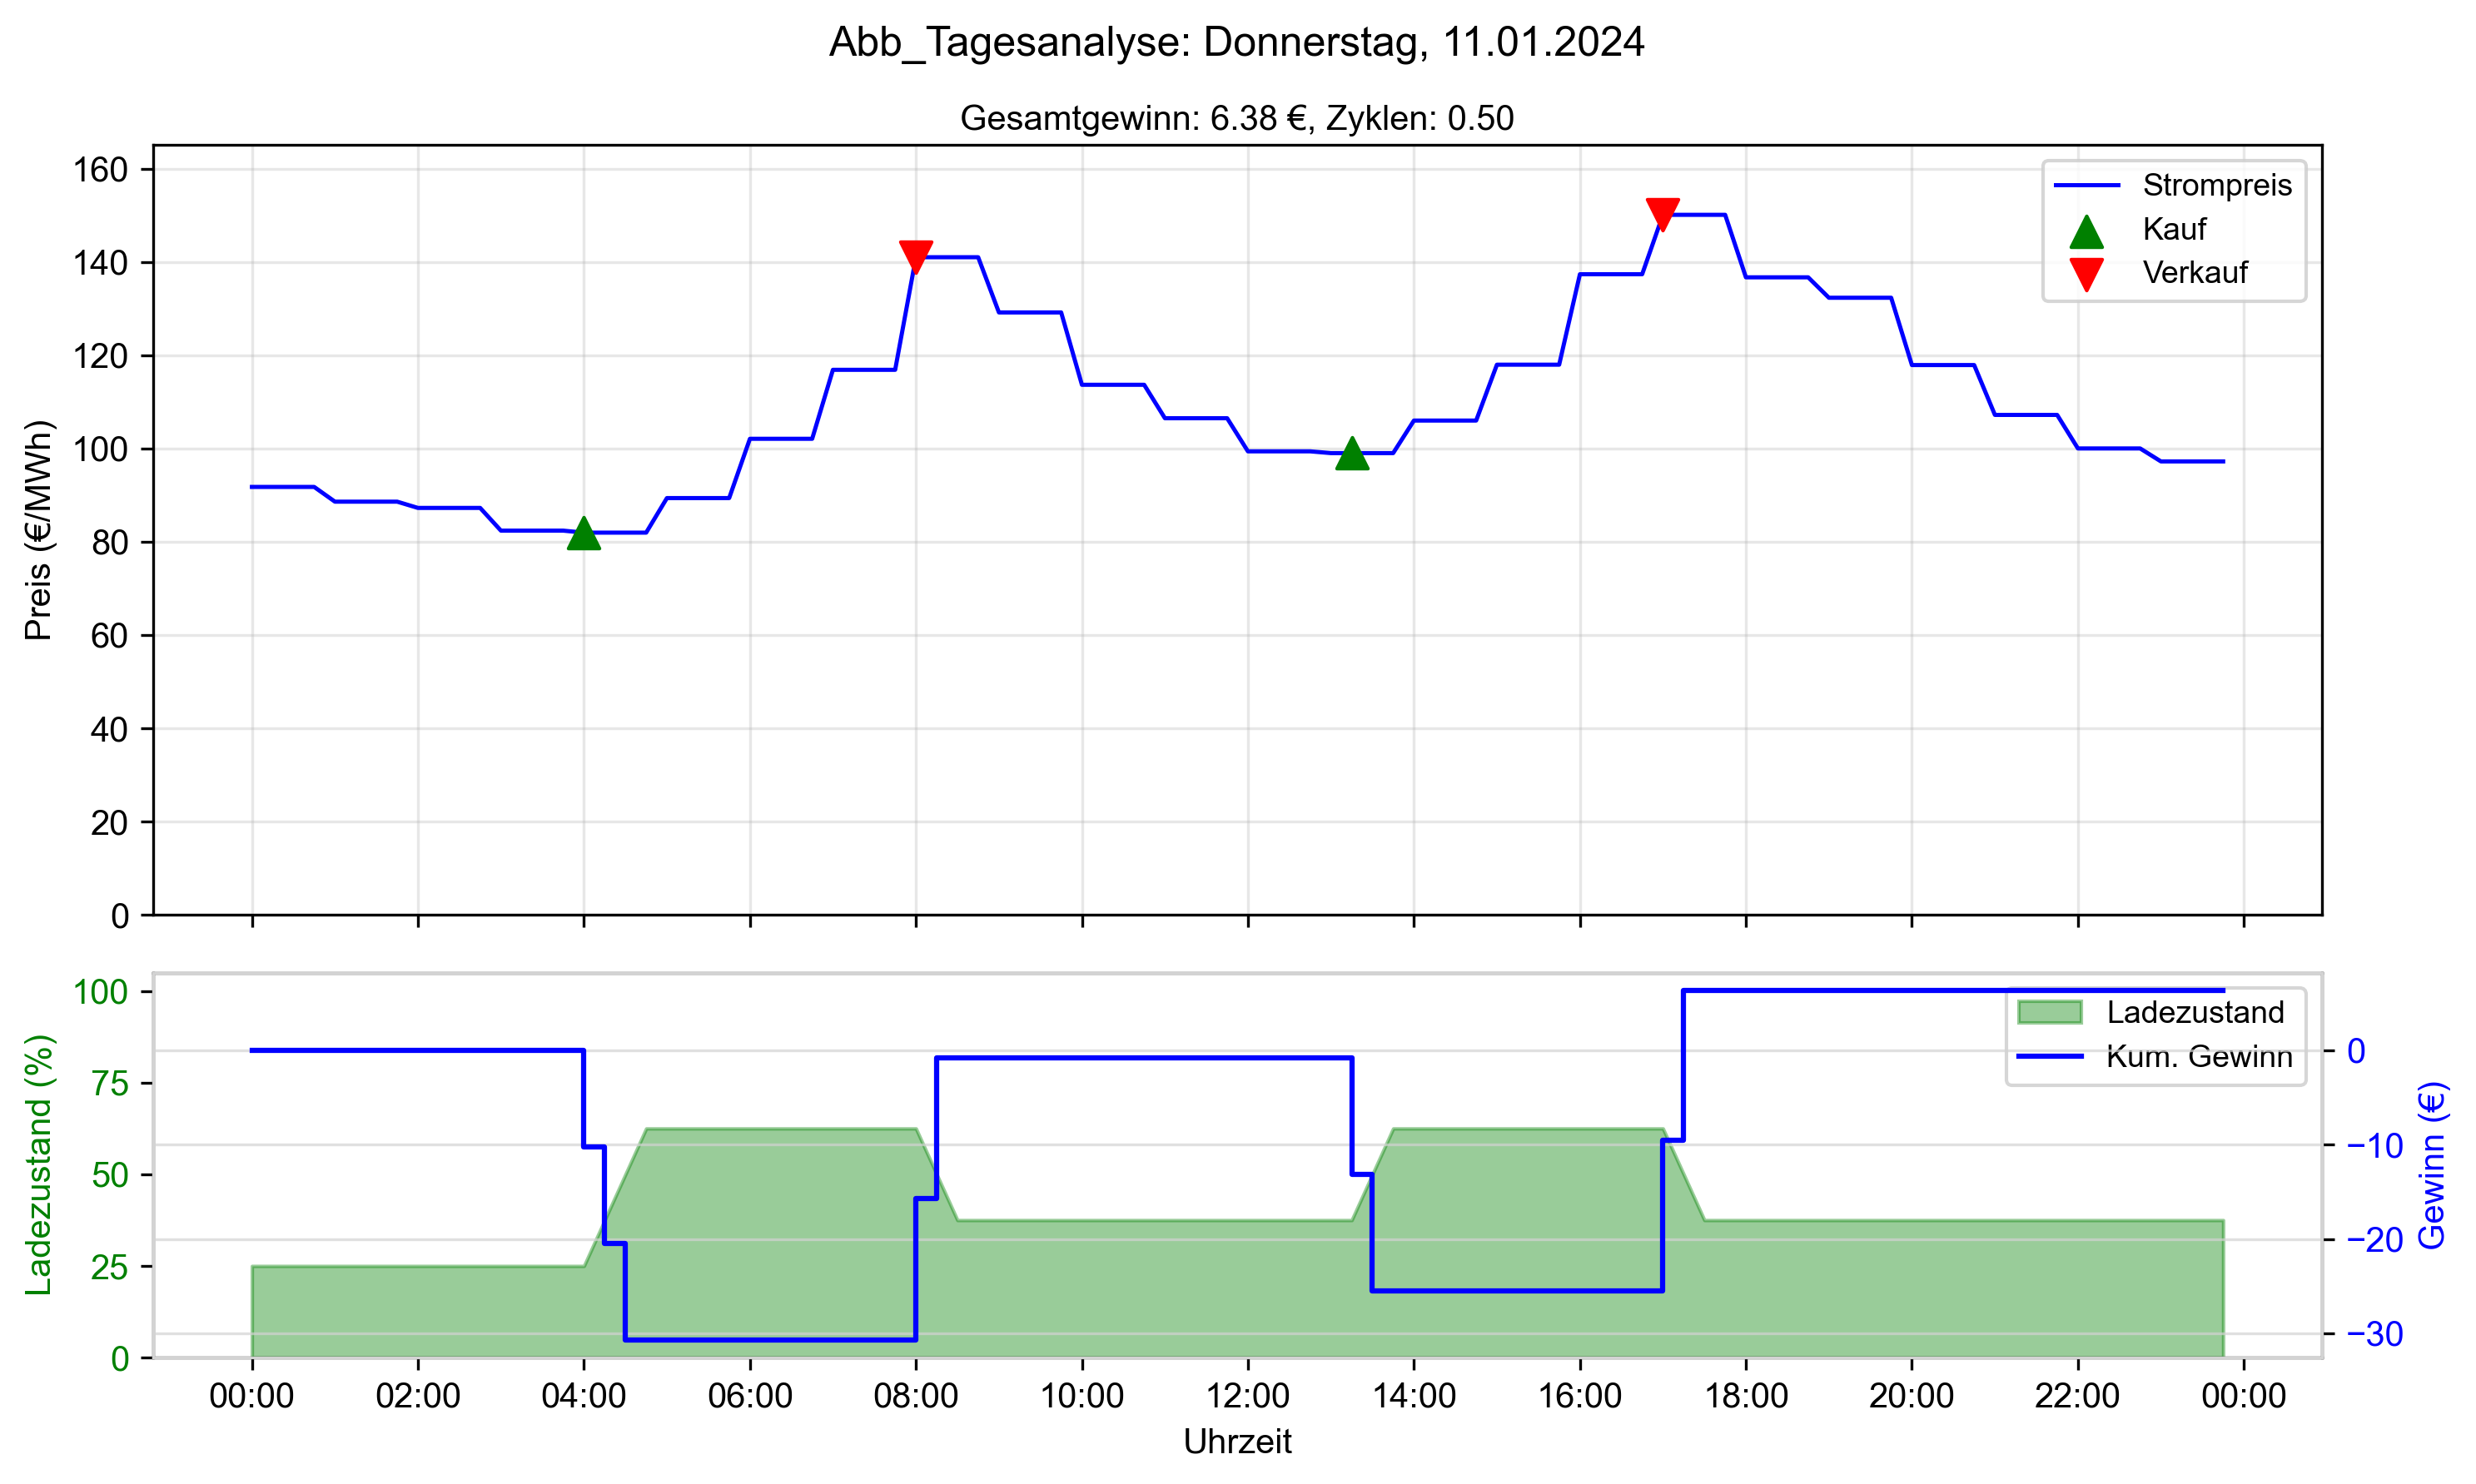 Abb_Tagesanalyse: Donnerstag, 11.01.2024
Gesamtgewinn: 6.38 €, Zyklen: 0.50
Preis (€/MWh)
160
140
120
100
80
60
40
20
0
Strompreis
Kauf
Verkauf
Ladezustand (%)
100
75
50
25
0
Ladezustand
Kum. Gewinn
0
−10
−20
−30
Gewinn (€)
00:00 02:00 04:00 06:00 08:00 10:00 12:00 14:00 16:00 18:00 20:00 22:00 00:00
Uhrzeit